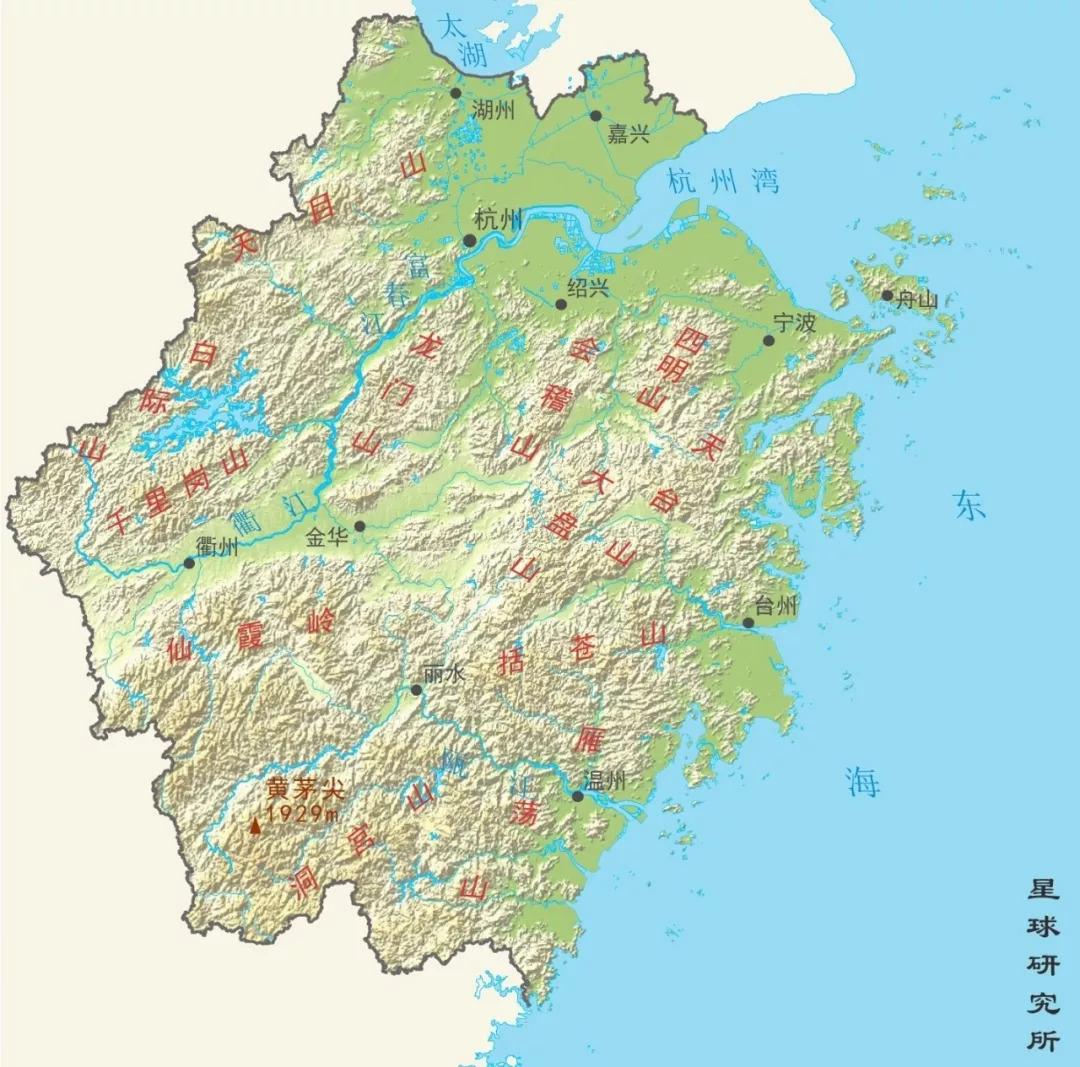 太湖
湖州
嘉兴
杭州湾
天目山
杭州
富春江
绍兴
舟山
宁波
四明山
会稽山
龙门山
白际山
千里岗山
天台山
大盘山
衢江
金华
衢州
东海
台州
仙霞岭
括苍山
丽水
瓯江
雁荡山
温州
黄茅尖
1929m
洞宫山
星球研究所